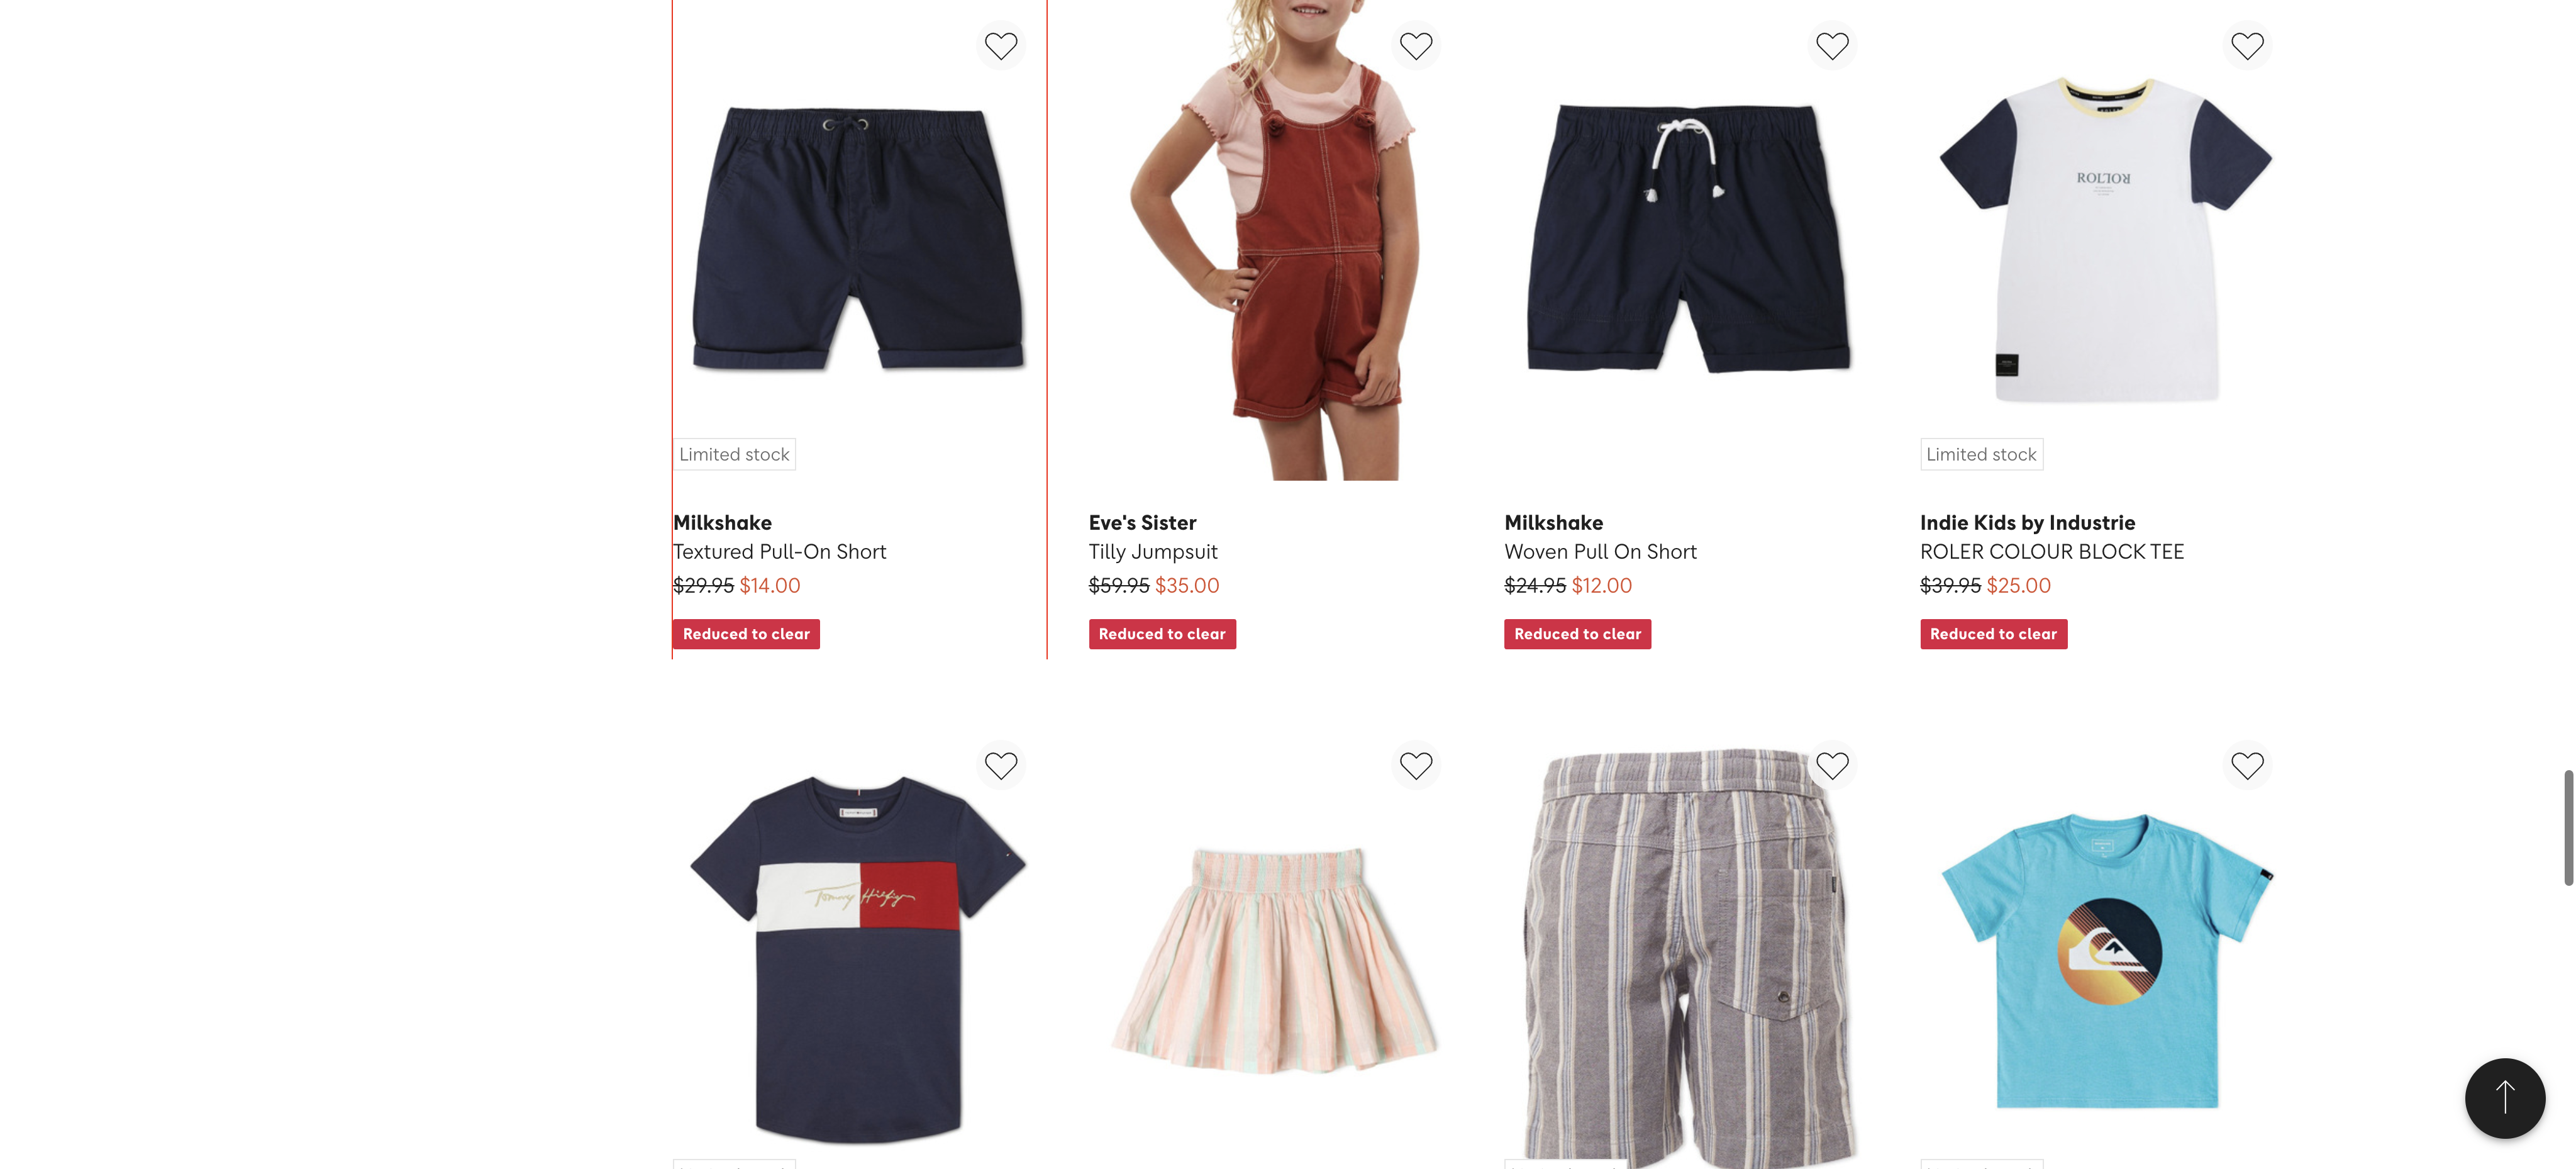 ROLROR
Limited stock
Limited stock
Milkshake
Textured Pull-On Short
$29.95 $14.00
Reduced to clear
Eve's Sister
Tilly Jumpsuit
$59.95 $35.00
Reduced to clear
Milkshake
Woven Pull On Short
$24.95 $12.00
Reduced to clear
Indie Kids by Industrie
ROLER COLOUR BLOCK TEE
$39.95 $25.00
Reduced to clear
Tommy Hilfiger